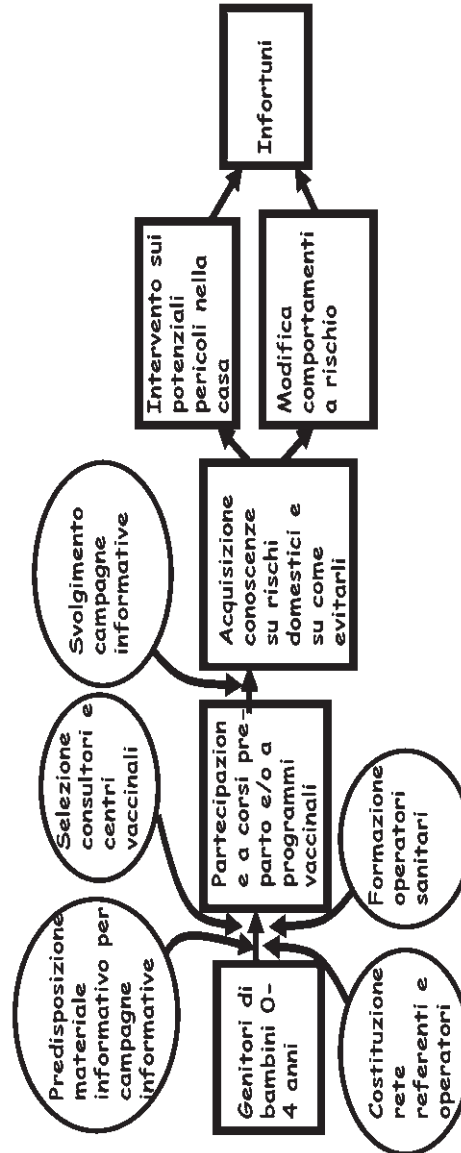 Predisposizione
materiale
informativo per
campagne
informative
Selezione
consultori e
centri
vaccinali
Svolgimento
campagne
informative
Genitori di
bambini 0-
4 anni
Partecipazion
e a corsi pre-
parto e/o a
programmi
vaccinali
Acquisizione
conoscenze
su rischi
domestici e
su come
evitarli
Intervento sui
potenziali
pericoli nella
casa
Modifica
comportamenti
a rischio
Infortuni
Costituzione
rete
referenti e
operatori
Formazione
operatori
sanitari